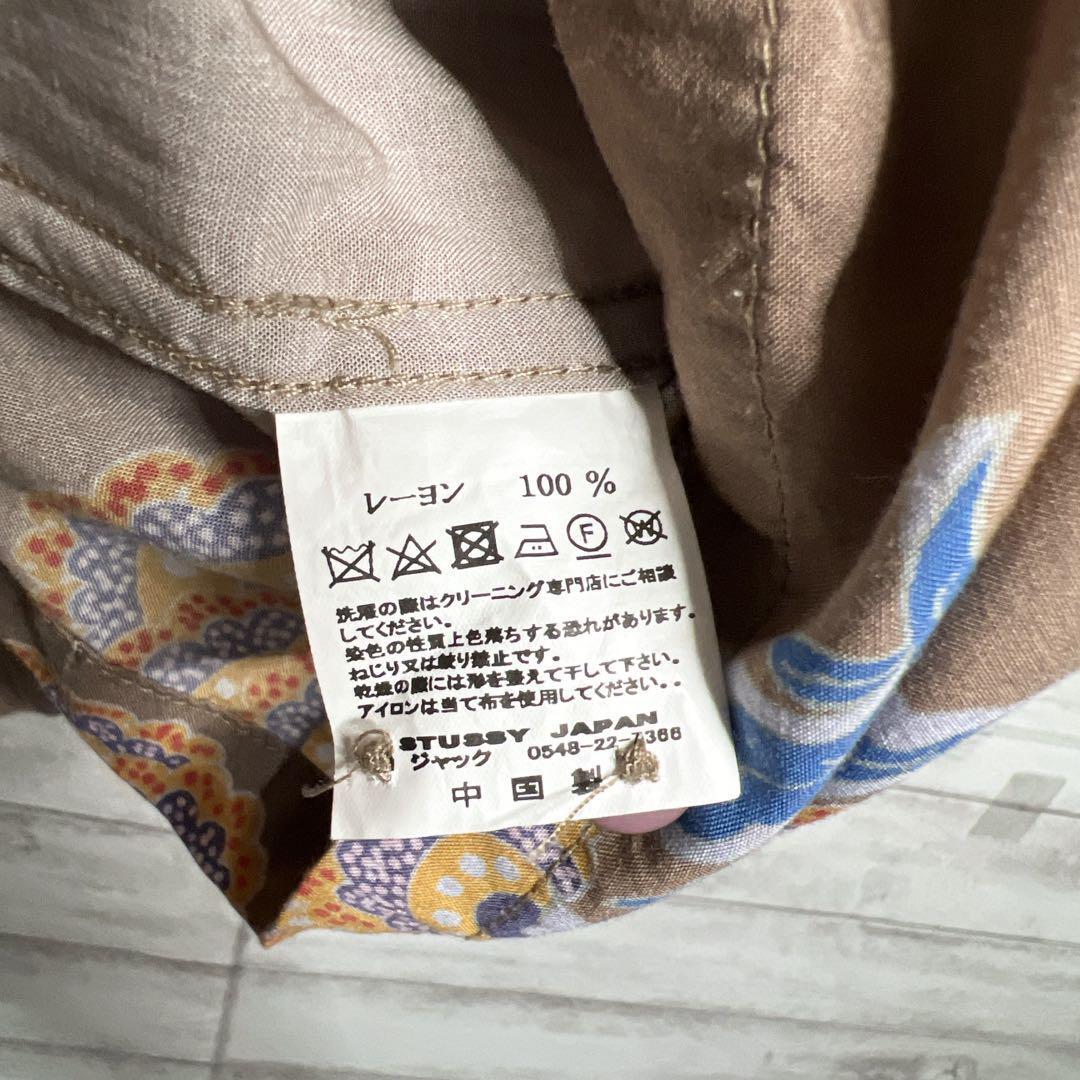 レーヨン 100 %
F W
洗濯の際はクリーニング専門店にご相談
してください。
染色の性質上色落ちする恐れがあります。
ねじり又は絞り禁止です。
乾燥の際には形を整えて干して下さい。
アイロンは当て布を使用してください。.
STUSSY JAPAN
ジャック 0548-22-7366
中国製